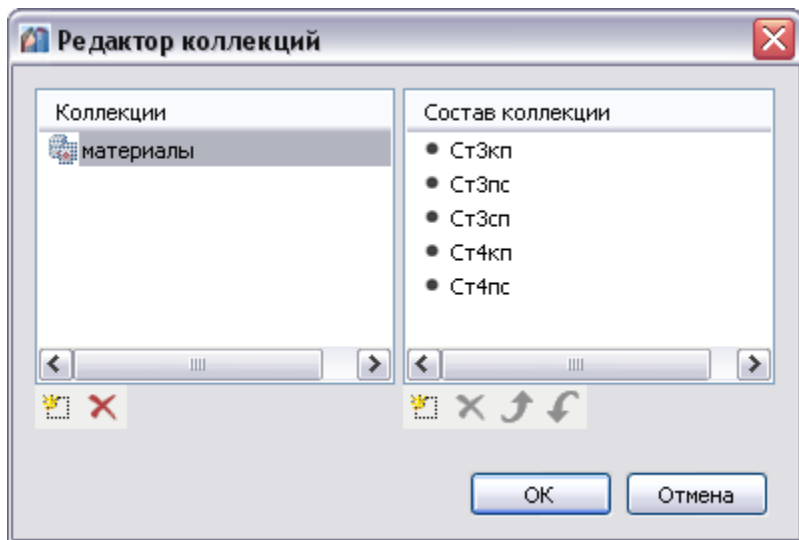 Редактор коллекций
Коллекции
материалы
Состав коллекции
Ст3кп
Ст3пс
Ст3сп
Ст4кп
Ст4пс
ОК
Отмена